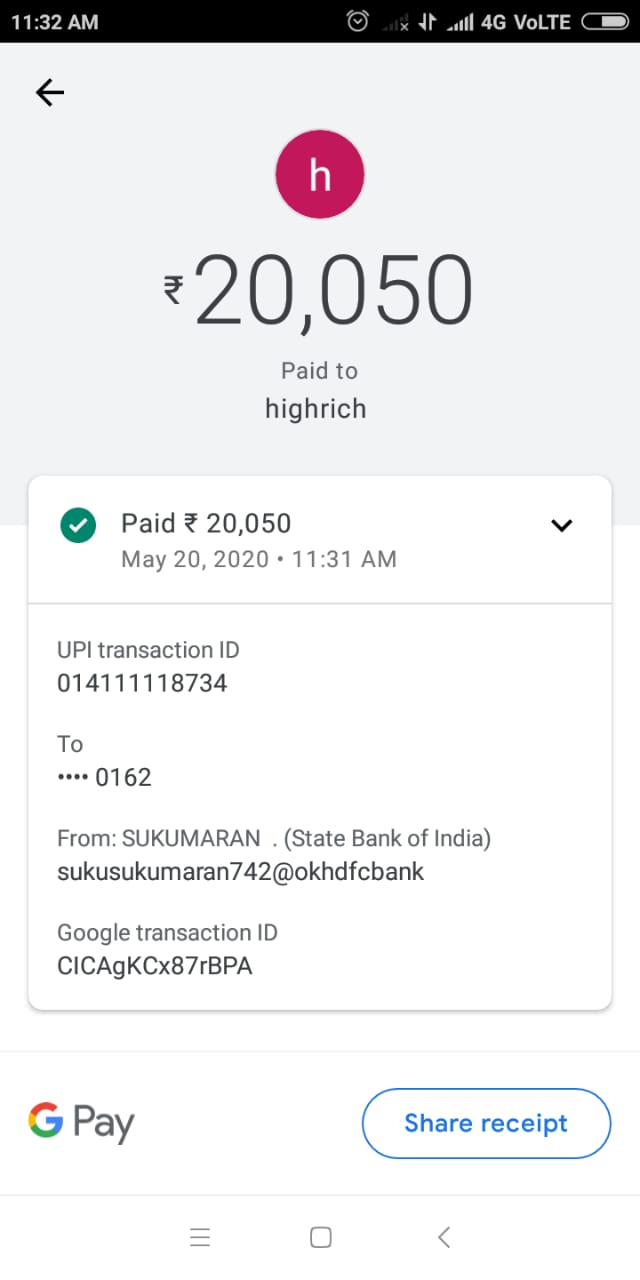 11:32 AM 4G VoLTE
h
₹20,050
Paid to
highrich
Paid ₹ 20,050
May 20, 2020 • 11:31 AM
UPI transaction ID
014111118734
To
•••• 0162
From: SUKUMARAN . (State Bank of India)
sukusukumaran742@okhdfcbank
Google transaction ID
CICAgKCx87rBPA
G Pay
Share receipt